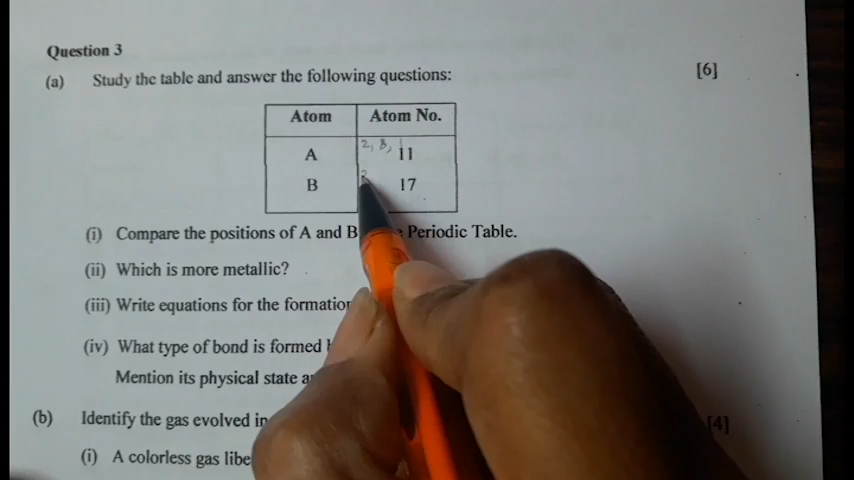 Question 3
(a) Study the table and answer the following questions: [6]
Atom Atom No.
A 2, 8, 1 11
B 2 17
(i) Compare the positions of A and B Periodic Table.
(ii) Which is more metallic?
(iii) Write equations for the
(iv) What type of bond is formed
Mention its physical state
(b) Identify the gas evolved in [4]
(i) A colorless gas